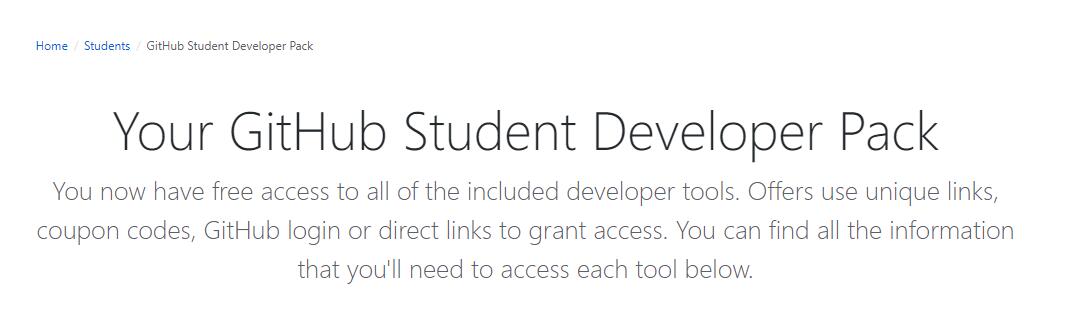 Home / Students / GitHub Student Developer Pack
Your GitHub Student Developer Pack
You now have free access to all of the included developer tools. Offers use unique links,
coupon codes, GitHub login or direct links to grant access. You can find all the information
that you'll need to access each tool below.